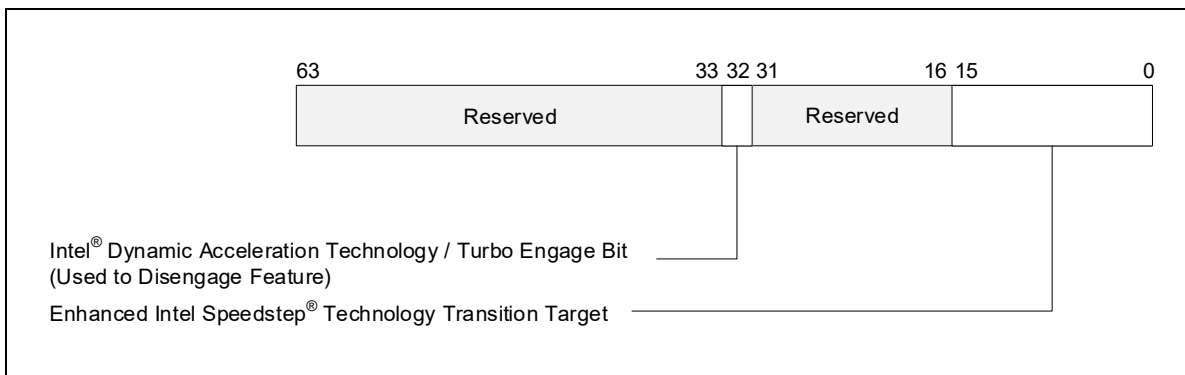 63 33 32 31 16 15 0
Reserved Reserved
Intel® Dynamic Acceleration Technology / Turbo Engage Bit
(Used to Disengage Feature)
Enhanced Intel Speedstep® Technology Transition Target